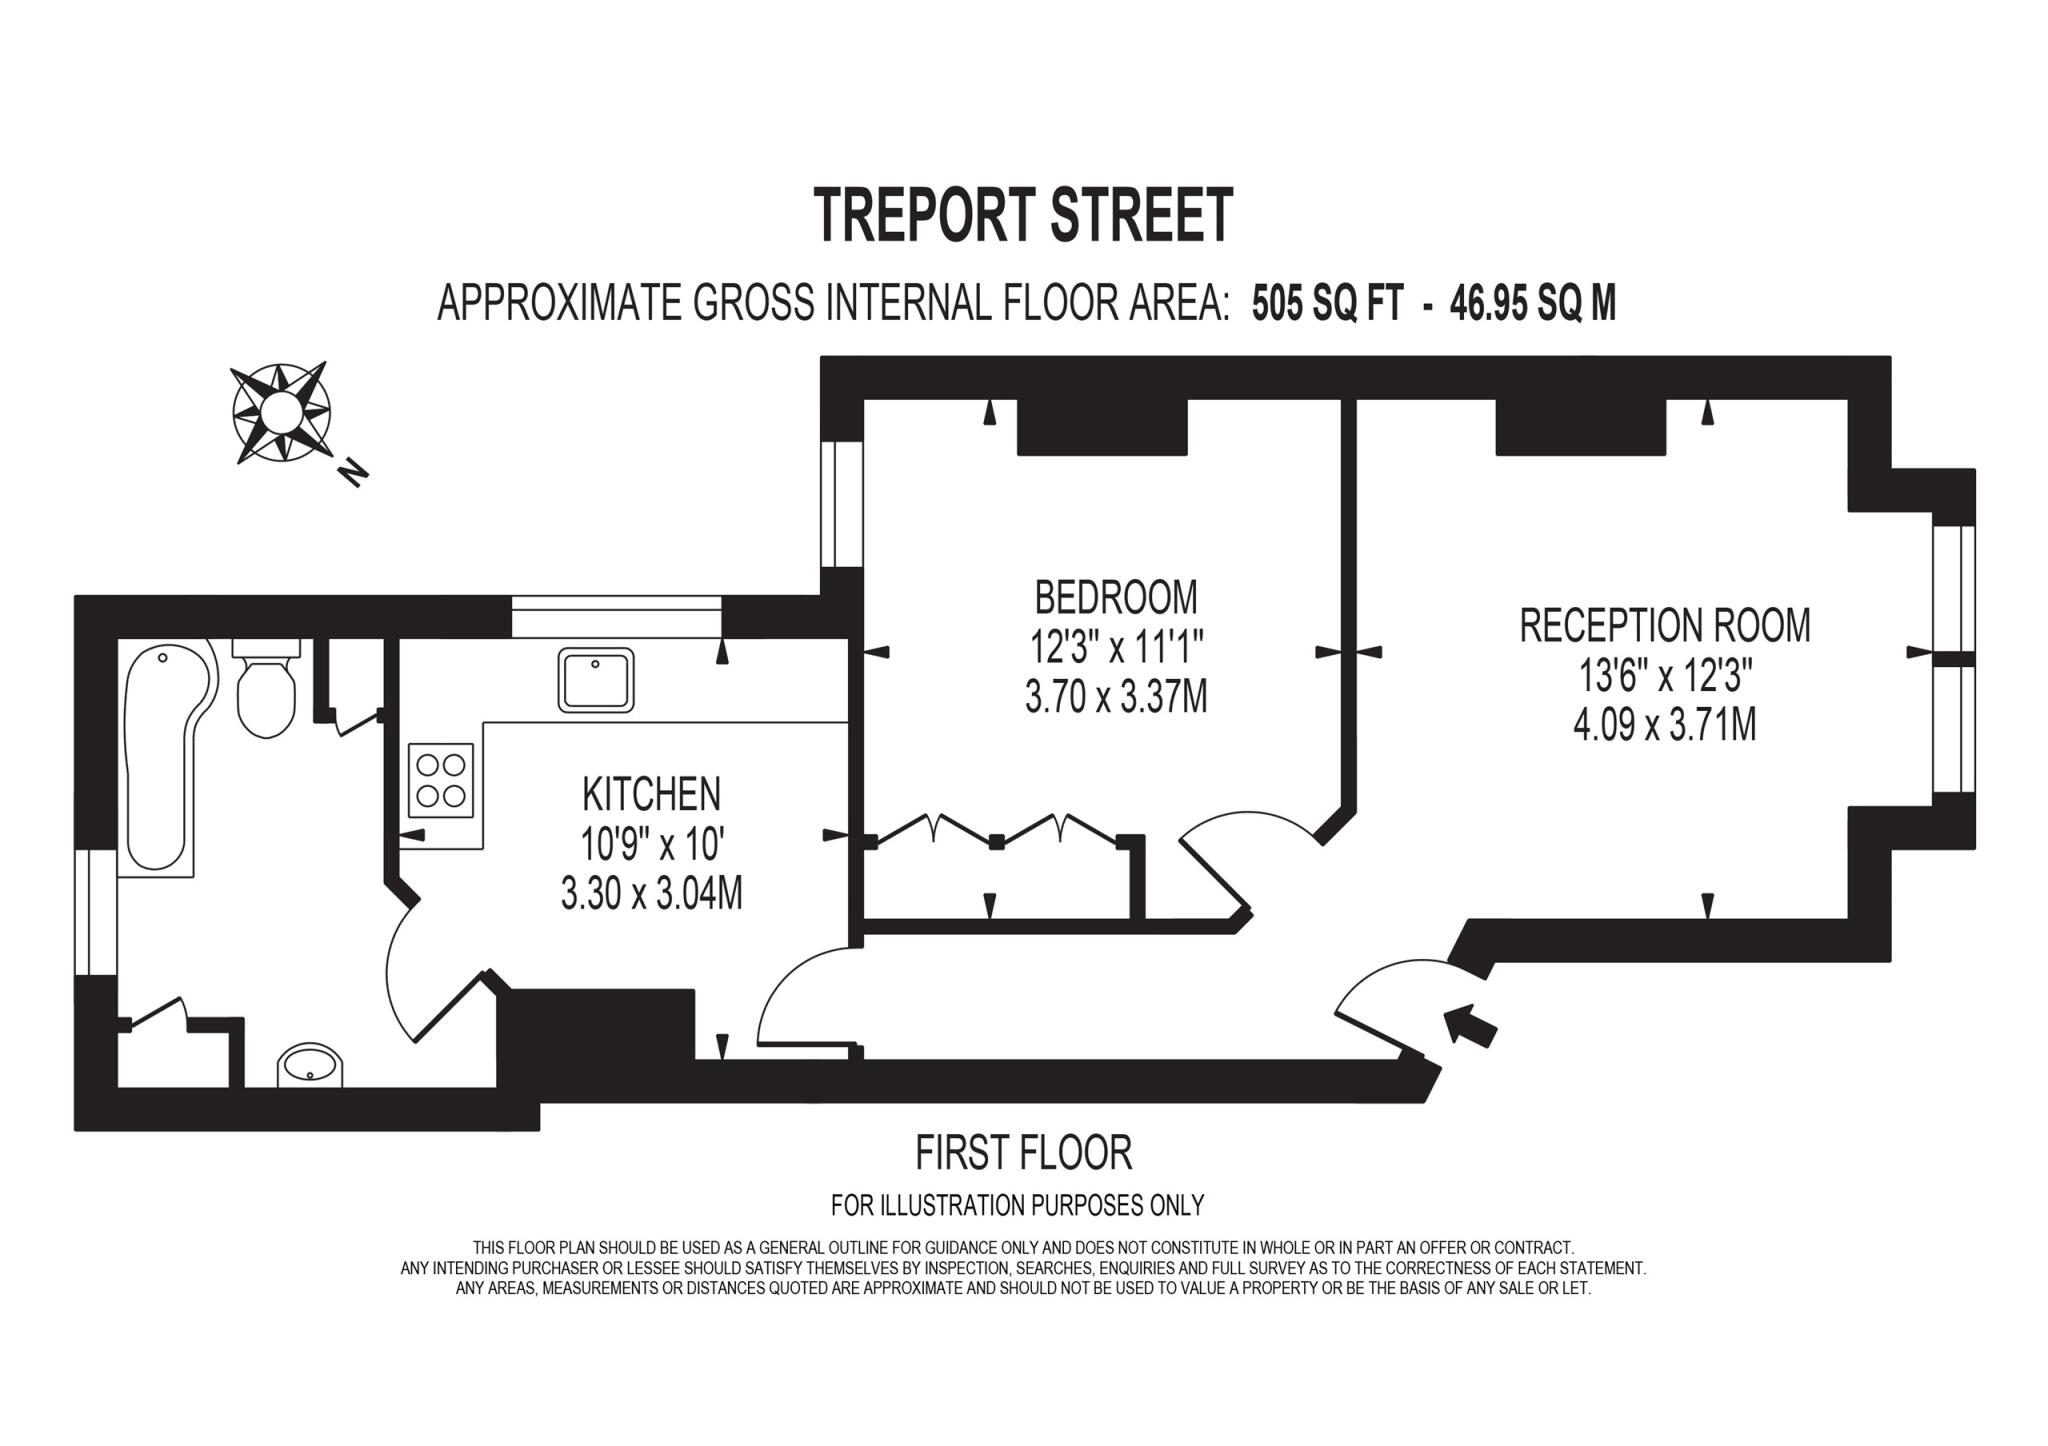 TREPORT STREET
APPROXIMATE GROSS INTERNAL FLOOR AREA: 505 SQ FT - 46.95 SQ M
N
BEDROOM
12'3" x 11'1"
3.70 x 3.37M
RECEPTION ROOM
13'6" x 12'3"
4.09 x 3.71M
KITCHEN
10'9" x 10'
3.30 x 3.04M
FIRST FLOOR
FOR ILLUSTRATION PURPOSES ONLY
THIS FLOOR PLAN SHOULD BE USED AS A GENERAL OUTLINE FOR GUIDANCE ONLY AND DOES NOT CONSTITUTE IN WHOLE OR IN PART AN OFFER OR CONTRACT.
ANY INTENDING PURCHASER OR LESSEE SHOULD SATISFY THEMSELVES BY INSPECTION, SEARCHES, ENQUIRIES AND FULL SURVEY AS TO THE CORRECTNESS OF EACH STATEMENT.
ANY AREAS, MEASUREMENTS OR DISTANCES QUOTED ARE APPROXIMATE AND SHOULD NOT BE USED TO VALUE A PROPERTY OR BE THE BASIS OF ANY SALE OR LET.